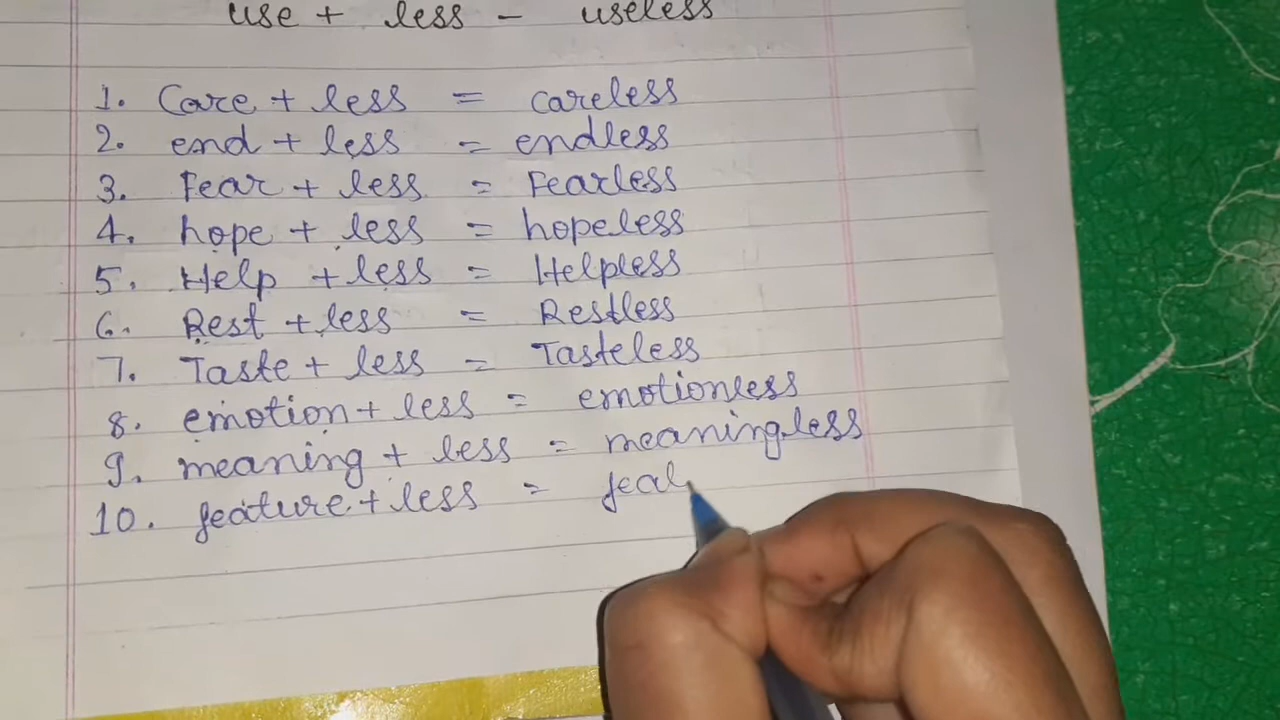 use + less - useless
1. Care + less = careless
2. end + less = endless
3. Fear + less = Fearless
4. hope + less = hopeless
5. Help + less = Helpless
6. Rest + less = Restless
7. Taste + less = Tasteless
8. emotion + less = emotionless
9. meaning + less = meaningless
10. feature + less = feat